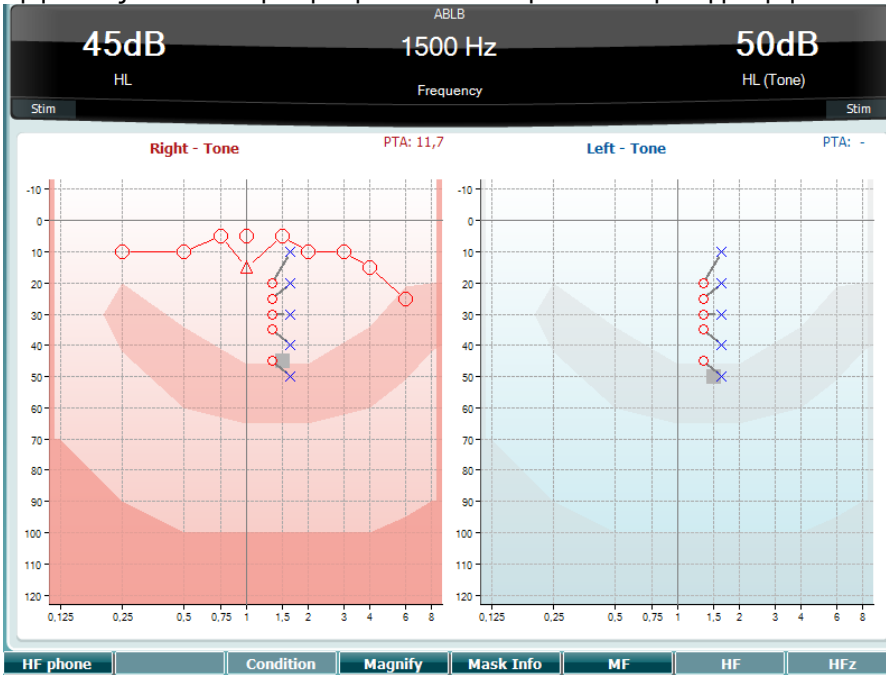 ABLB
45dB 1500 Hz 50dB
HL Frequency HL (Tone)
Stim Stim
Right - Tone PTA: 11,7 Left - Tone PTA: -
-10 -10
0 0
10 10
20 20
30 30
40 40
50 50
60 60
70 70
80 80
90 90
100 100
110 110
120 120
0,125 0,25 0,5 0,75 1 1,5 2 3 4 6 8 0,125 0,25 0,5 0,75 1 1,5 2 3 4 6 8
HF phone Condition Magnify Mask Info MF HF HFz